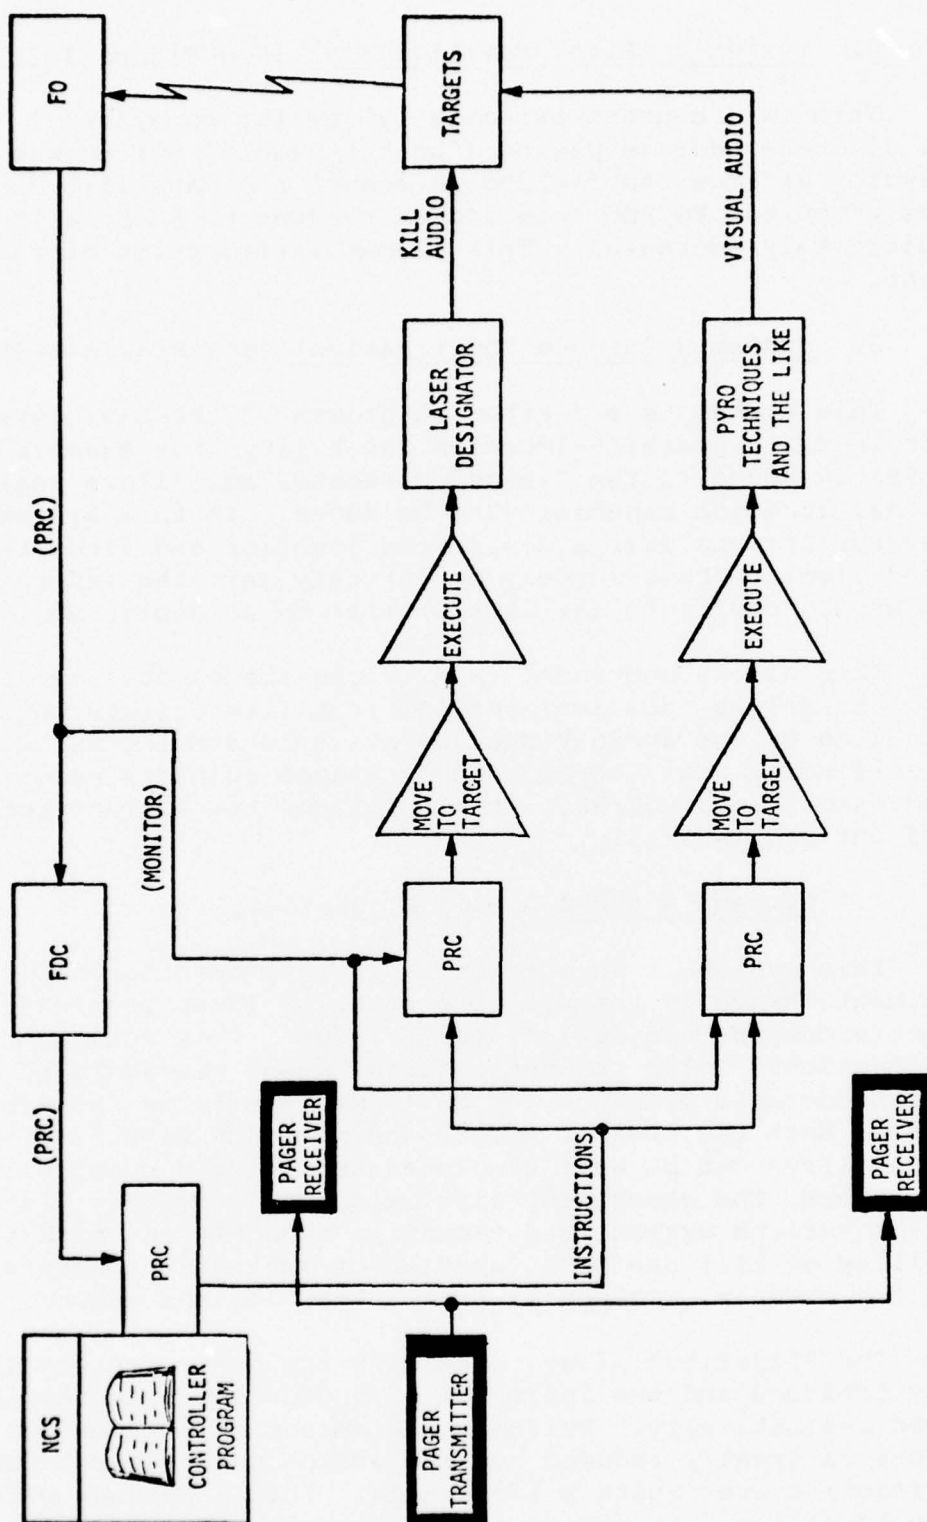 NCS
CONTROLLER
PROGRAM
PRC
(PRC)
FDC
(PRC)
FO
(MONITOR)
PAGER
TRANSMITTER
PAGER
RECEIVER
INSTRUCTIONS
PRC
MOVE
TO
TARGET
EXECUTE
LASER
DESIGNATOR
KILL
AUDIO
TARGETS
PRC
MOVE
TO
TARGET
EXECUTE
PYRO
TECHNIQUES
AND THE LIKE
VISUAL AUDIO
PAGER
RECEIVER